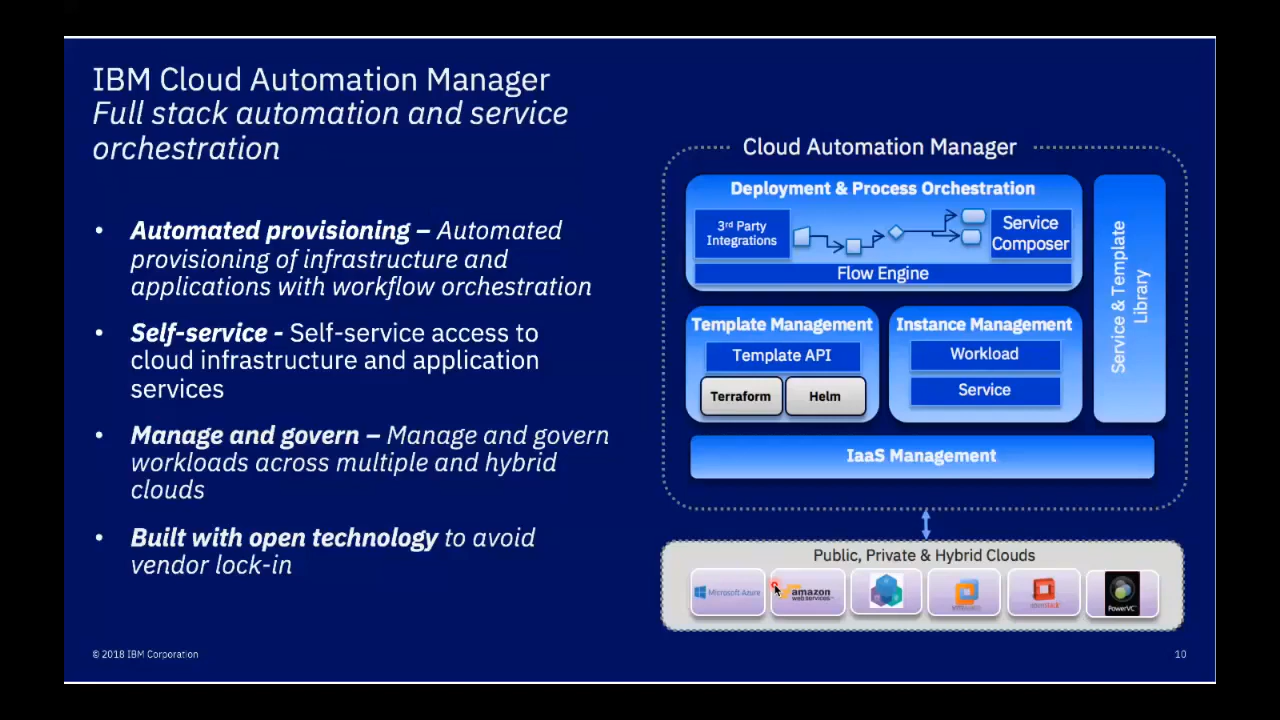 IBM Cloud Automation Manager
Full stack automation and service
orchestration
• Automated provisioning – Automated
provisioning of infrastructure and
applications with workflow orchestration
• Self-service - Self-service access to
cloud infrastructure and application
services
• Manage and govern – Manage and govern
workloads across multiple and hybrid
clouds
• Built with open technology to avoid
vendor lock-in
Cloud Automation Manager
Deployment & Process Orchestration
3rd Party
Integrations
Service
Composer
Flow Engine
Template Management
Template API
Terraform
Helm
Instance Management
Workload
Service
Service & Template
Library
IaaS Management
Public, Private & Hybrid Clouds
Microsoft Azure
amazon
web services
vmware
openstack
PowerVC
© 2018 IBM Corporation
10